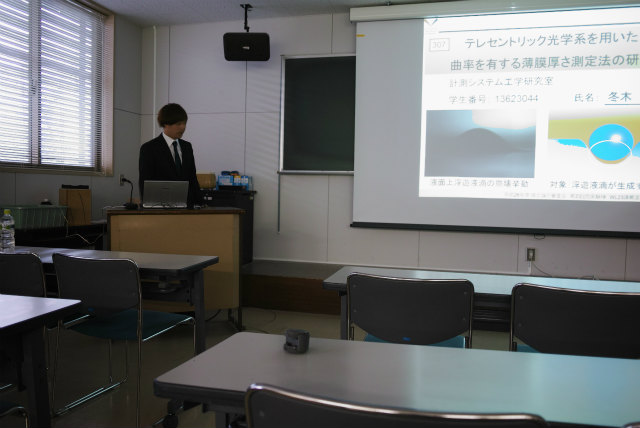 307
テレセントリック光学系を用いた
曲率を有する薄膜厚さ測定法の研
計測システム工学研究室
学生番号 13623044 氏名: 冬木
液面上浮遊液滴の崩壊挙動
対象: 浮遊液滴が生成す